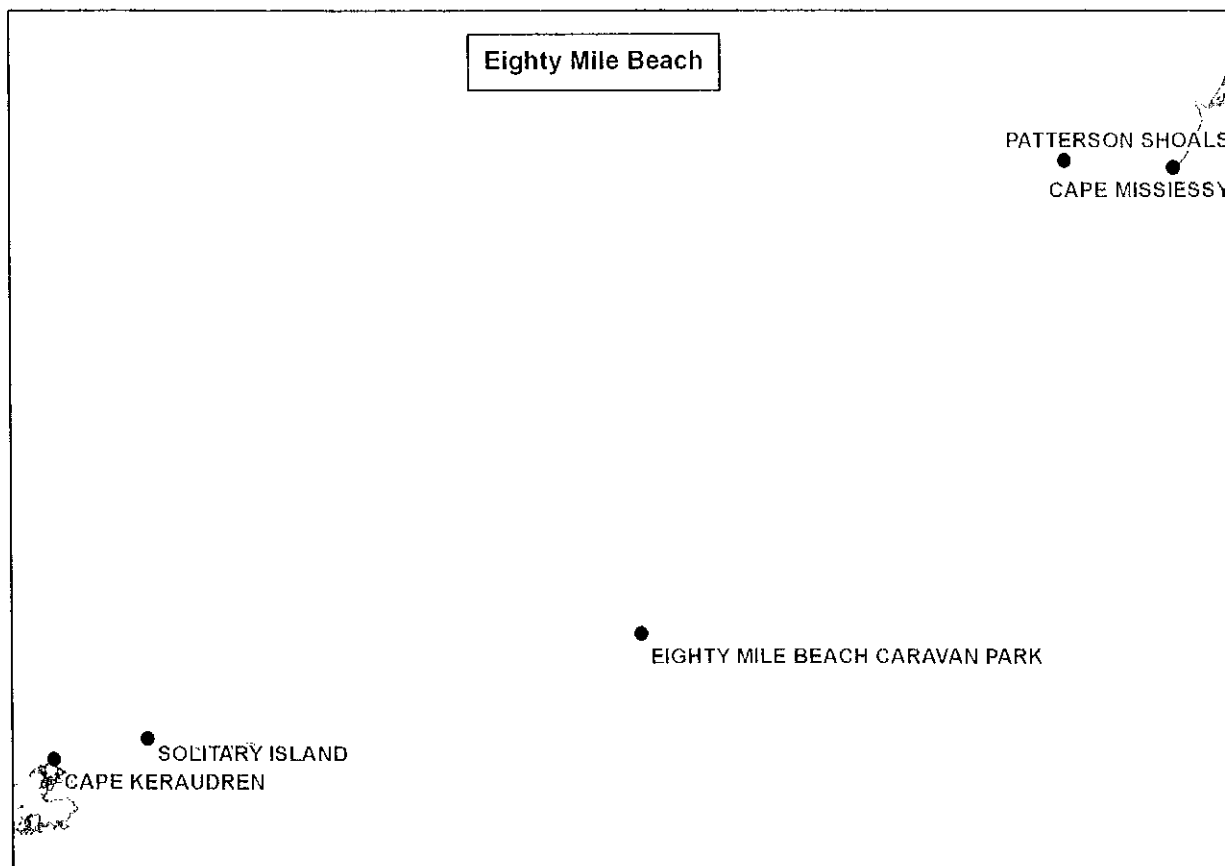 Eighty Mile Beach
PATTERSON SHOALS
CAPE MISSIESSY
EIGHTY MILE BEACH CARAVAN PARK
SOLITARY ISLAND
CAPE KERAUDREN